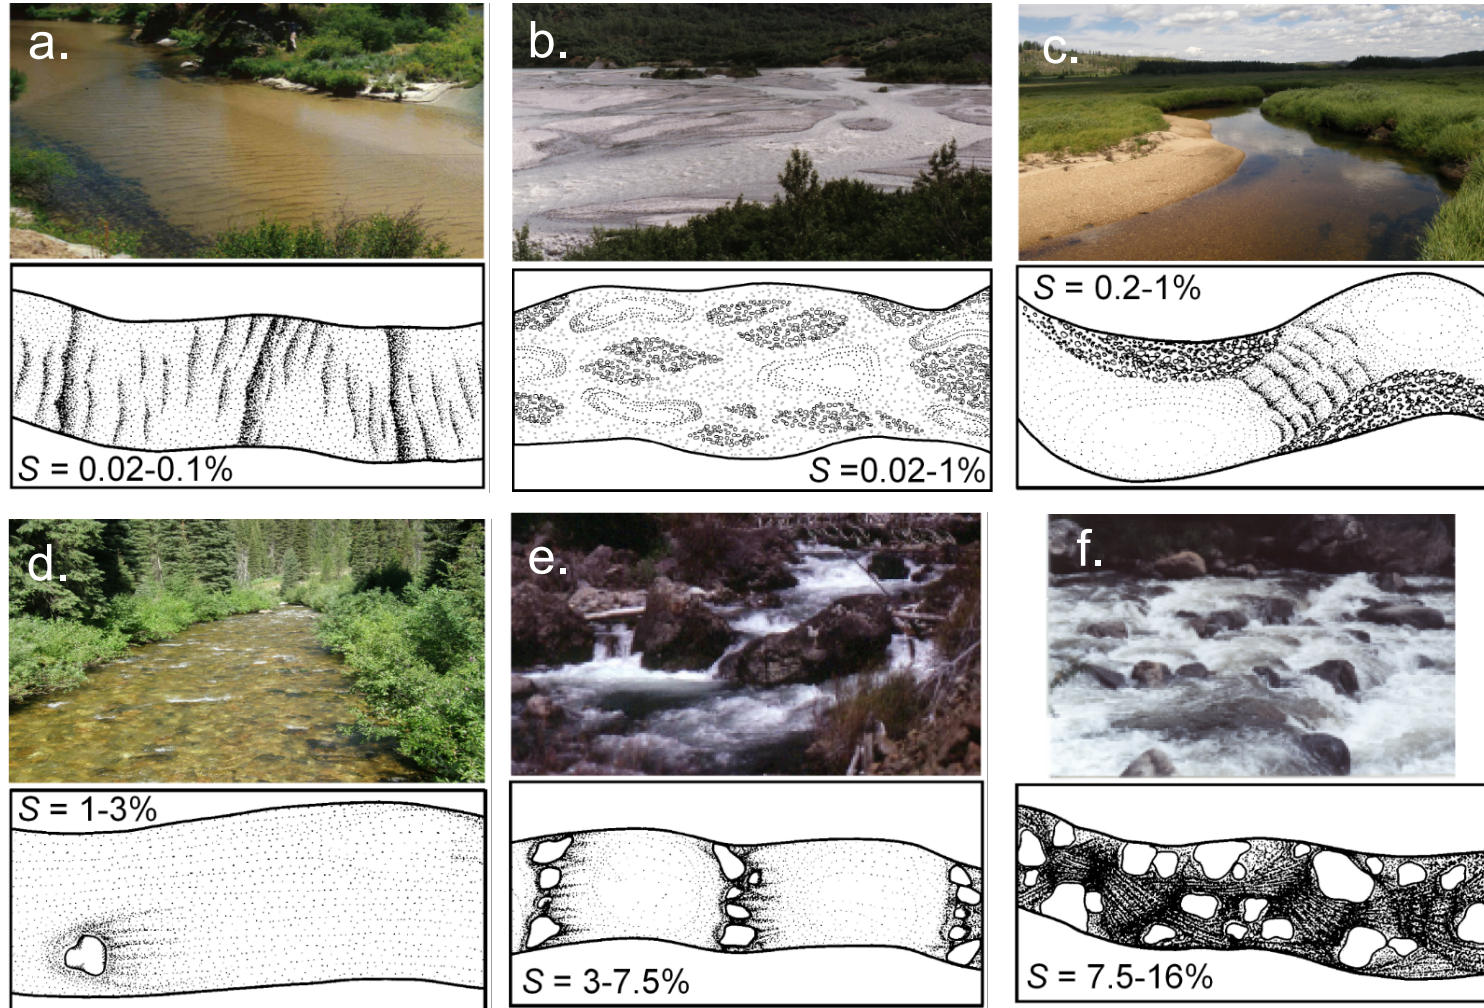 a.
b.
c.
S = 0.02-0.1%
S =0.02-1%
S = 0.2-1%
d.
e.
f.
S = 1-3%
S = 3-7.5%
S = 7.5-16%